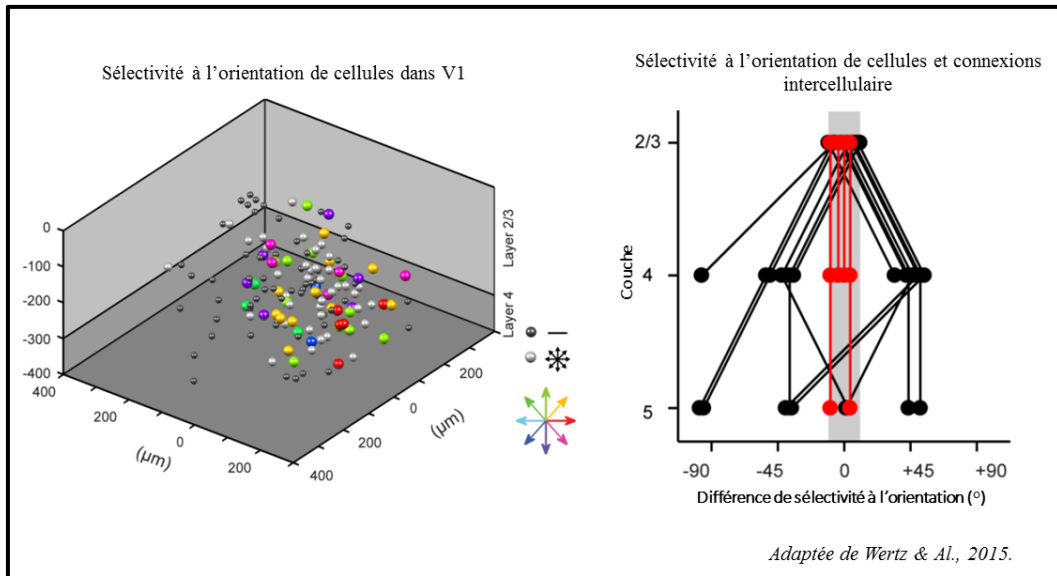 Sélectivité à l'orientation de cellules dans V1
0
-100
-200
-300
-400
400
200
0
200
(µm)
400
200
0
200
(µm)
Layer 2/3
Layer 4
Sélectivité à l'orientation de cellules et connexions
intercellulaire
2/3
4
5
Couche
-90
-45
0
+45
+90
Différence de sélectivité à l'orientation (°)
Adaptée de Wertz & Al., 2015.